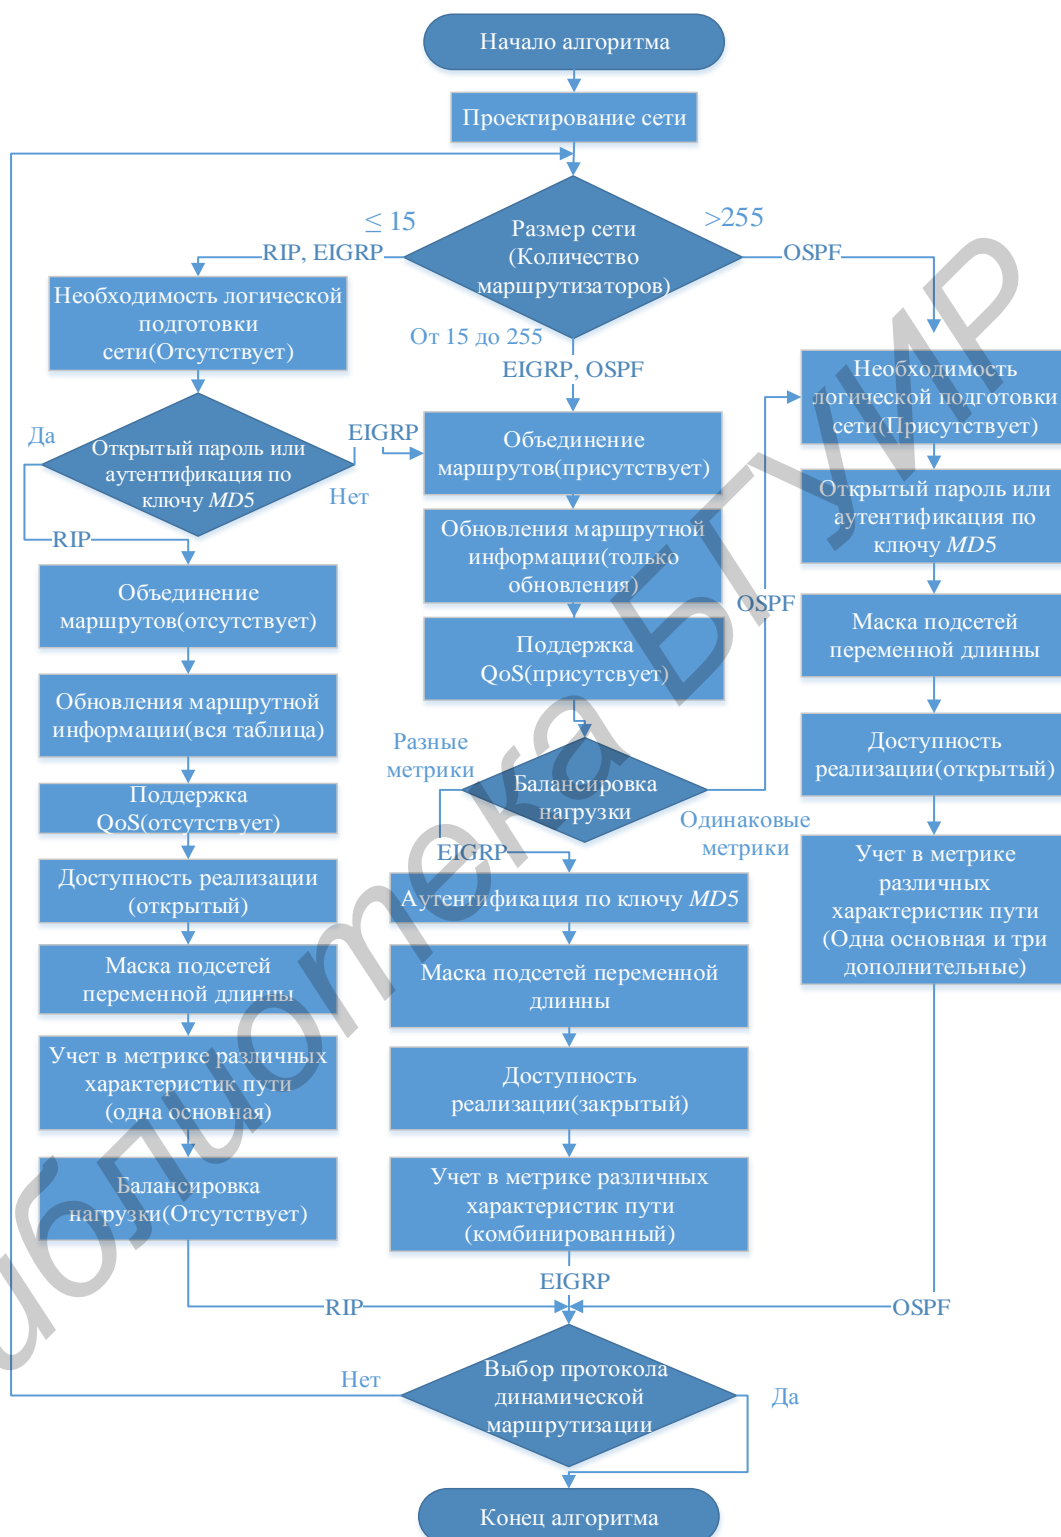 Начало алгоритма
Проектирование сети
≤ 15
>255
Размер сети
(Количество
маршрутизаторов)
RIP, EIGRP
OSPF
От 15 до 255
EIGRP, OSPF
Необходимость логической
подготовки
сети(Отсутствует)
Да
Открытый пароль или
аутентификация по
ключу MD5
Нет
EIGRP
RIP
Объединение
маршрутов(отсутствует)
Обновления маршрутной
информации(вся таблица)
Поддержка
QoS(отсутствует)
Доступность реализации
(открытый)
Маска подсетей
переменной длинны
Учет в метрике различных
характеристик пути
(одна основная)
Балансировка
нагрузки(Отсутствует)
RIP
Объединение
маршрутов(присутствует)
Обновления маршрутной
информации(только
обновления)
Поддержка
QoS(присутсвует)
Разные
метрики
Балансировка
нагрузки
Одинаковые
метрики
OSPF
EIGRP
Аутентификация по ключу MD5
Маска подсетей переменной
длинны
Доступность
реализации(закрытый)
Учет в метрике различных
характеристик пути
(комбинированный)
EIGRP
Необходимость
логической подготовки
сети(Присутствует)
Открытый пароль или
аутентификация по
ключу MD5
Маска подсетей
переменной длинны
Доступность
реализации(открытый)
Учет в метрике
различных
характеристик пути
(Одна основная и три
дополнительные)
OSPF
Нет
Выбор протокола
динамической
маршрутизации
Да
Конец алгоритма
иблиотека БГУИР